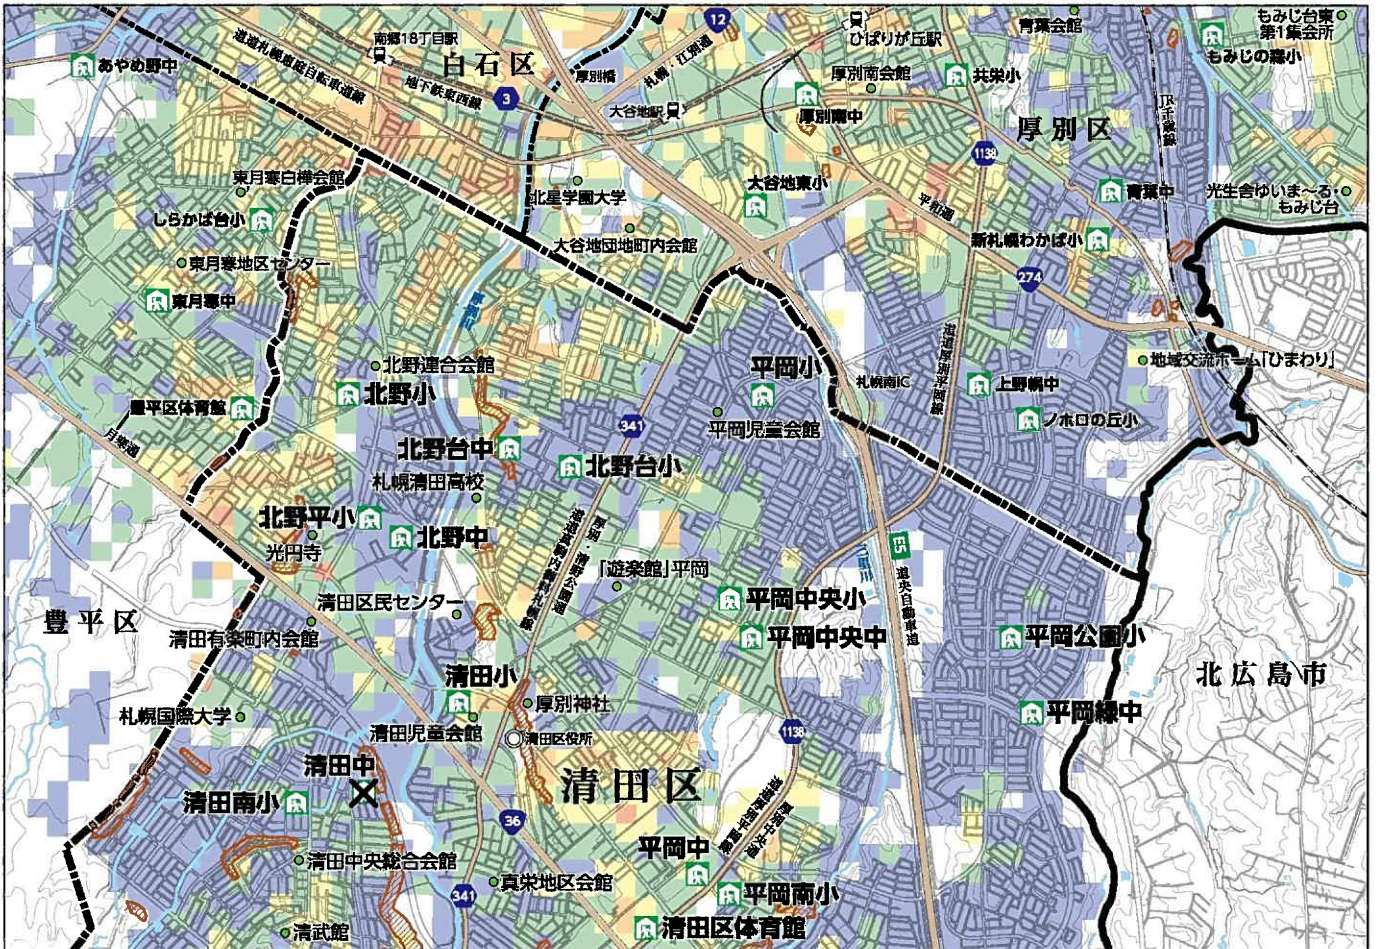 12
青葉会館
もみじ台東
第1集会所
もみじの森小
ひばりが丘駅
南郷18丁目駅
白石区
あやめ野中
道道札幌恵庭自転車道線
地下鉄東西線
厚別橋
札幌・江別通
3
大谷地駅
厚別南会館
共栄小
厚別南中
厚別区
JR千歳線
1138
東月寒白樺会館
北星学園大学
大谷地東小
平和通
青葉中
光生舎ゆいま〜る・
もみじ台
しらかば台小
大谷地団地町内会館
新札幌わかば小
東月寒地区センター
274
東月寒中
北野連合会館
平岡小
札幌南IC
地域交流ホーム「ひまわり」
北野小
上野幌中
豊平区体育館
341
平岡児童会館
ノホロの丘小
月寒通
北野台中
北野台小
札幌清田高校
北野平小
北野中
光円寺
E5
道央自動車道
「遊楽館」平岡
清田区民センター
平岡中央小
豊平区
清田有楽町内会館
平岡中央中
平岡公園小
北広島市
清田小
厚別神社
札幌国際大学
清田児童会館
清田区役所
平岡緑中
1138
清田中
清田区
清田南小
36
平岡中
清田中央総合会館
真栄地区会館
341
平岡南小
清武館
清田区体育館